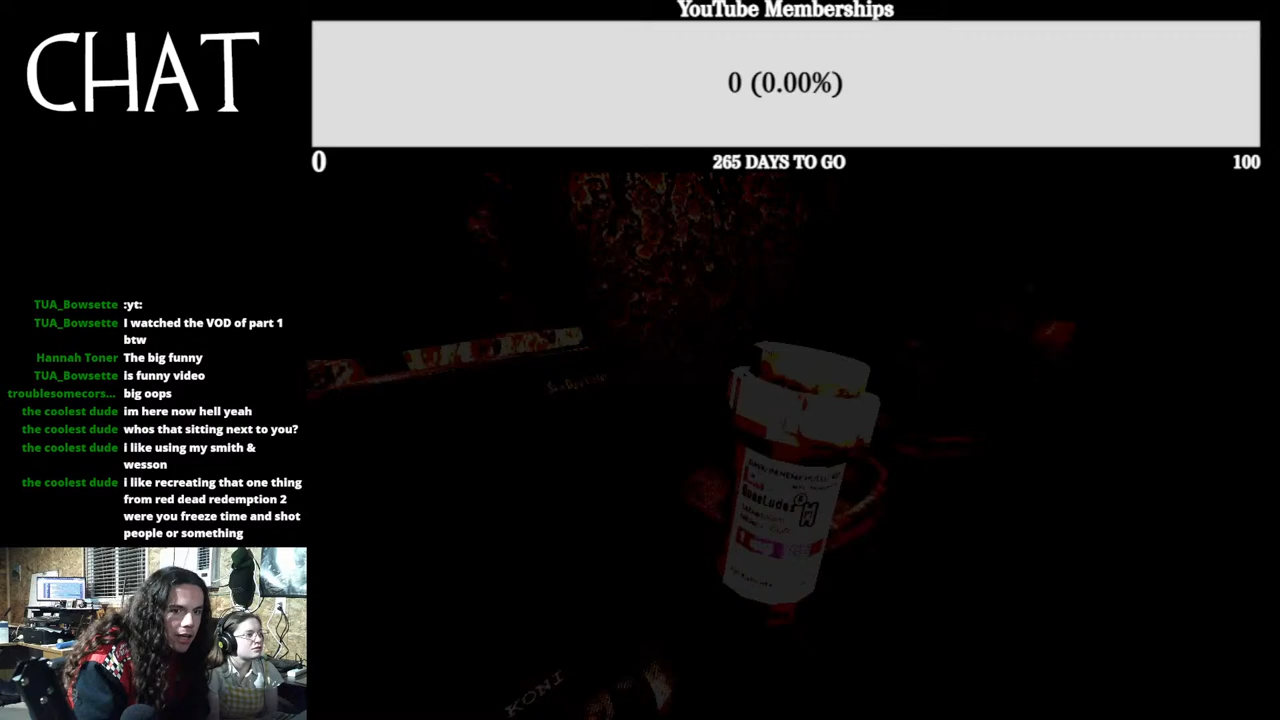 YouTube Memberships
CHAT
0 (0.00%)
0
265 DAYS TO GO
100
TUA_Bowsette :yt:
TUA_Bowsette I watched the VOD of part 1
btw
Hannah Toner The big funny
TUA_Bowsette is funny video
troublesomecors... big oops
the coolest dude im here now hell yeah
the coolest dude whos that sitting next to you?
the coolest dude i like using my smith &
wesson
the coolest dude i like recreating that one thing
from red dead redemption 2
were you freeze time and shot
people or something
KONI